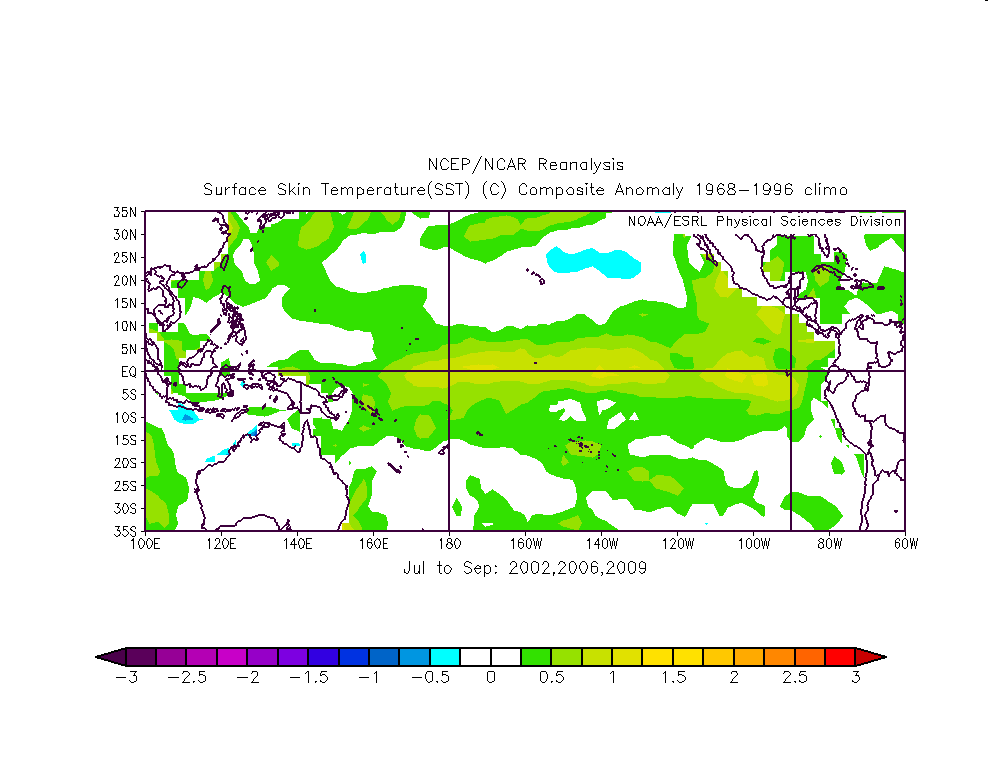 NCEP/NCAR Reanalysis
Surface Skin Temperature(SST) (C) Composite Anomaly 1968-1996 climo
NOAA/ESRL Physical Sciences Division
35N
30N
25N
20N
15N
10N
5N
EQ
5S
10S
15S
20S
25S
30S
35S
100E 120E 140E 160E 180 160W 140W 120W 100W 80W 60W
Jul to Sep: 2002,2006,2009
-3 -2.5 -2 -1.5 -1 -0.5 0 0.5 1 1.5 2 2.5 3